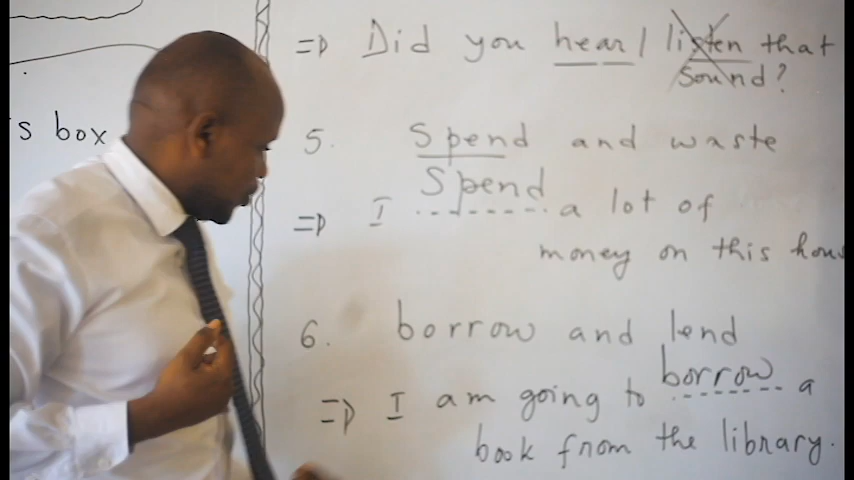 s box
=> Did you hear / listen that
sound?
5. Spend and waste
Spend
=> I ........ a lot of
money on this hous
6. borrow and lend
borrow
=> I am going to ........ a
book from the library.